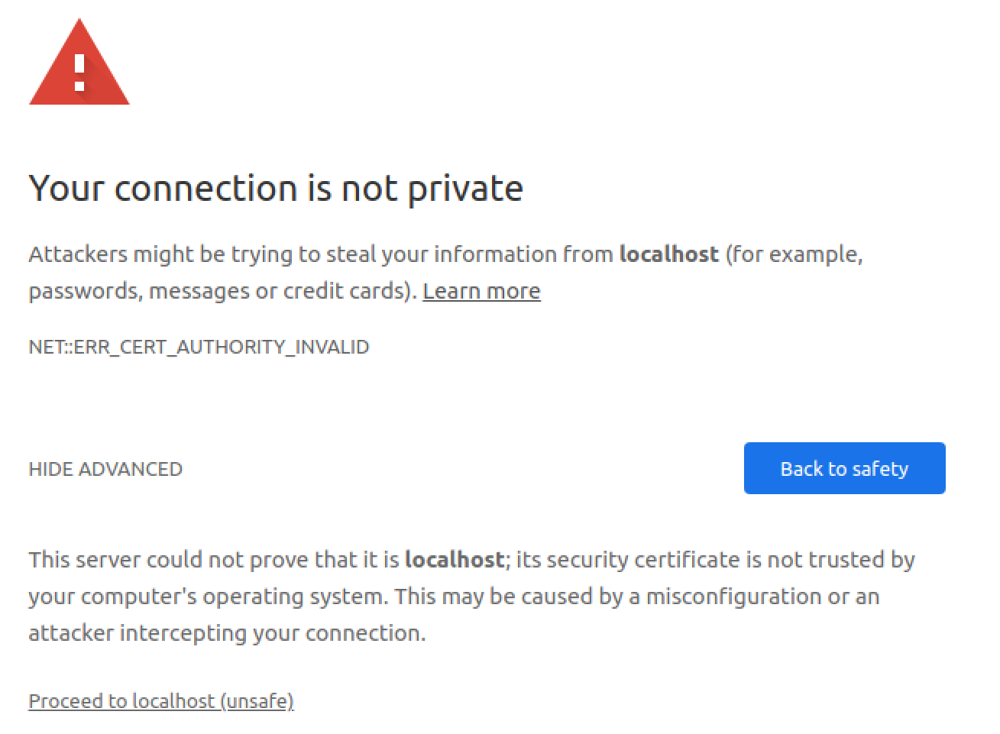 Your connection is not private
Attackers might be trying to steal your information from localhost (for example,
passwords, messages or credit cards). Learn more
NET::ERR_CERT_AUTHORITY_INVALID
HIDE ADVANCED
Back to safety
This server could not prove that it is localhost; its security certificate is not trusted by
your computer's operating system. This may be caused by a misconfiguration or an
attacker intercepting your connection.
Proceed to localhost (unsafe)